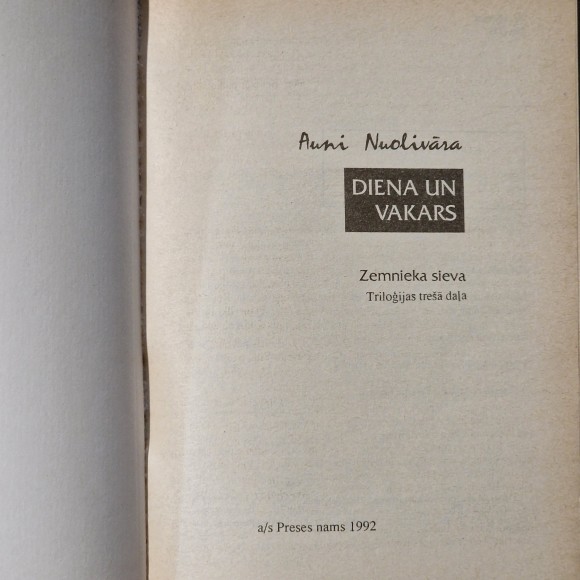 Auni Nuolivāra
DIENA UN
VAKARS
Zemnieka sieva
Triloģijas trešā daļa
a/s Preses nams 1992